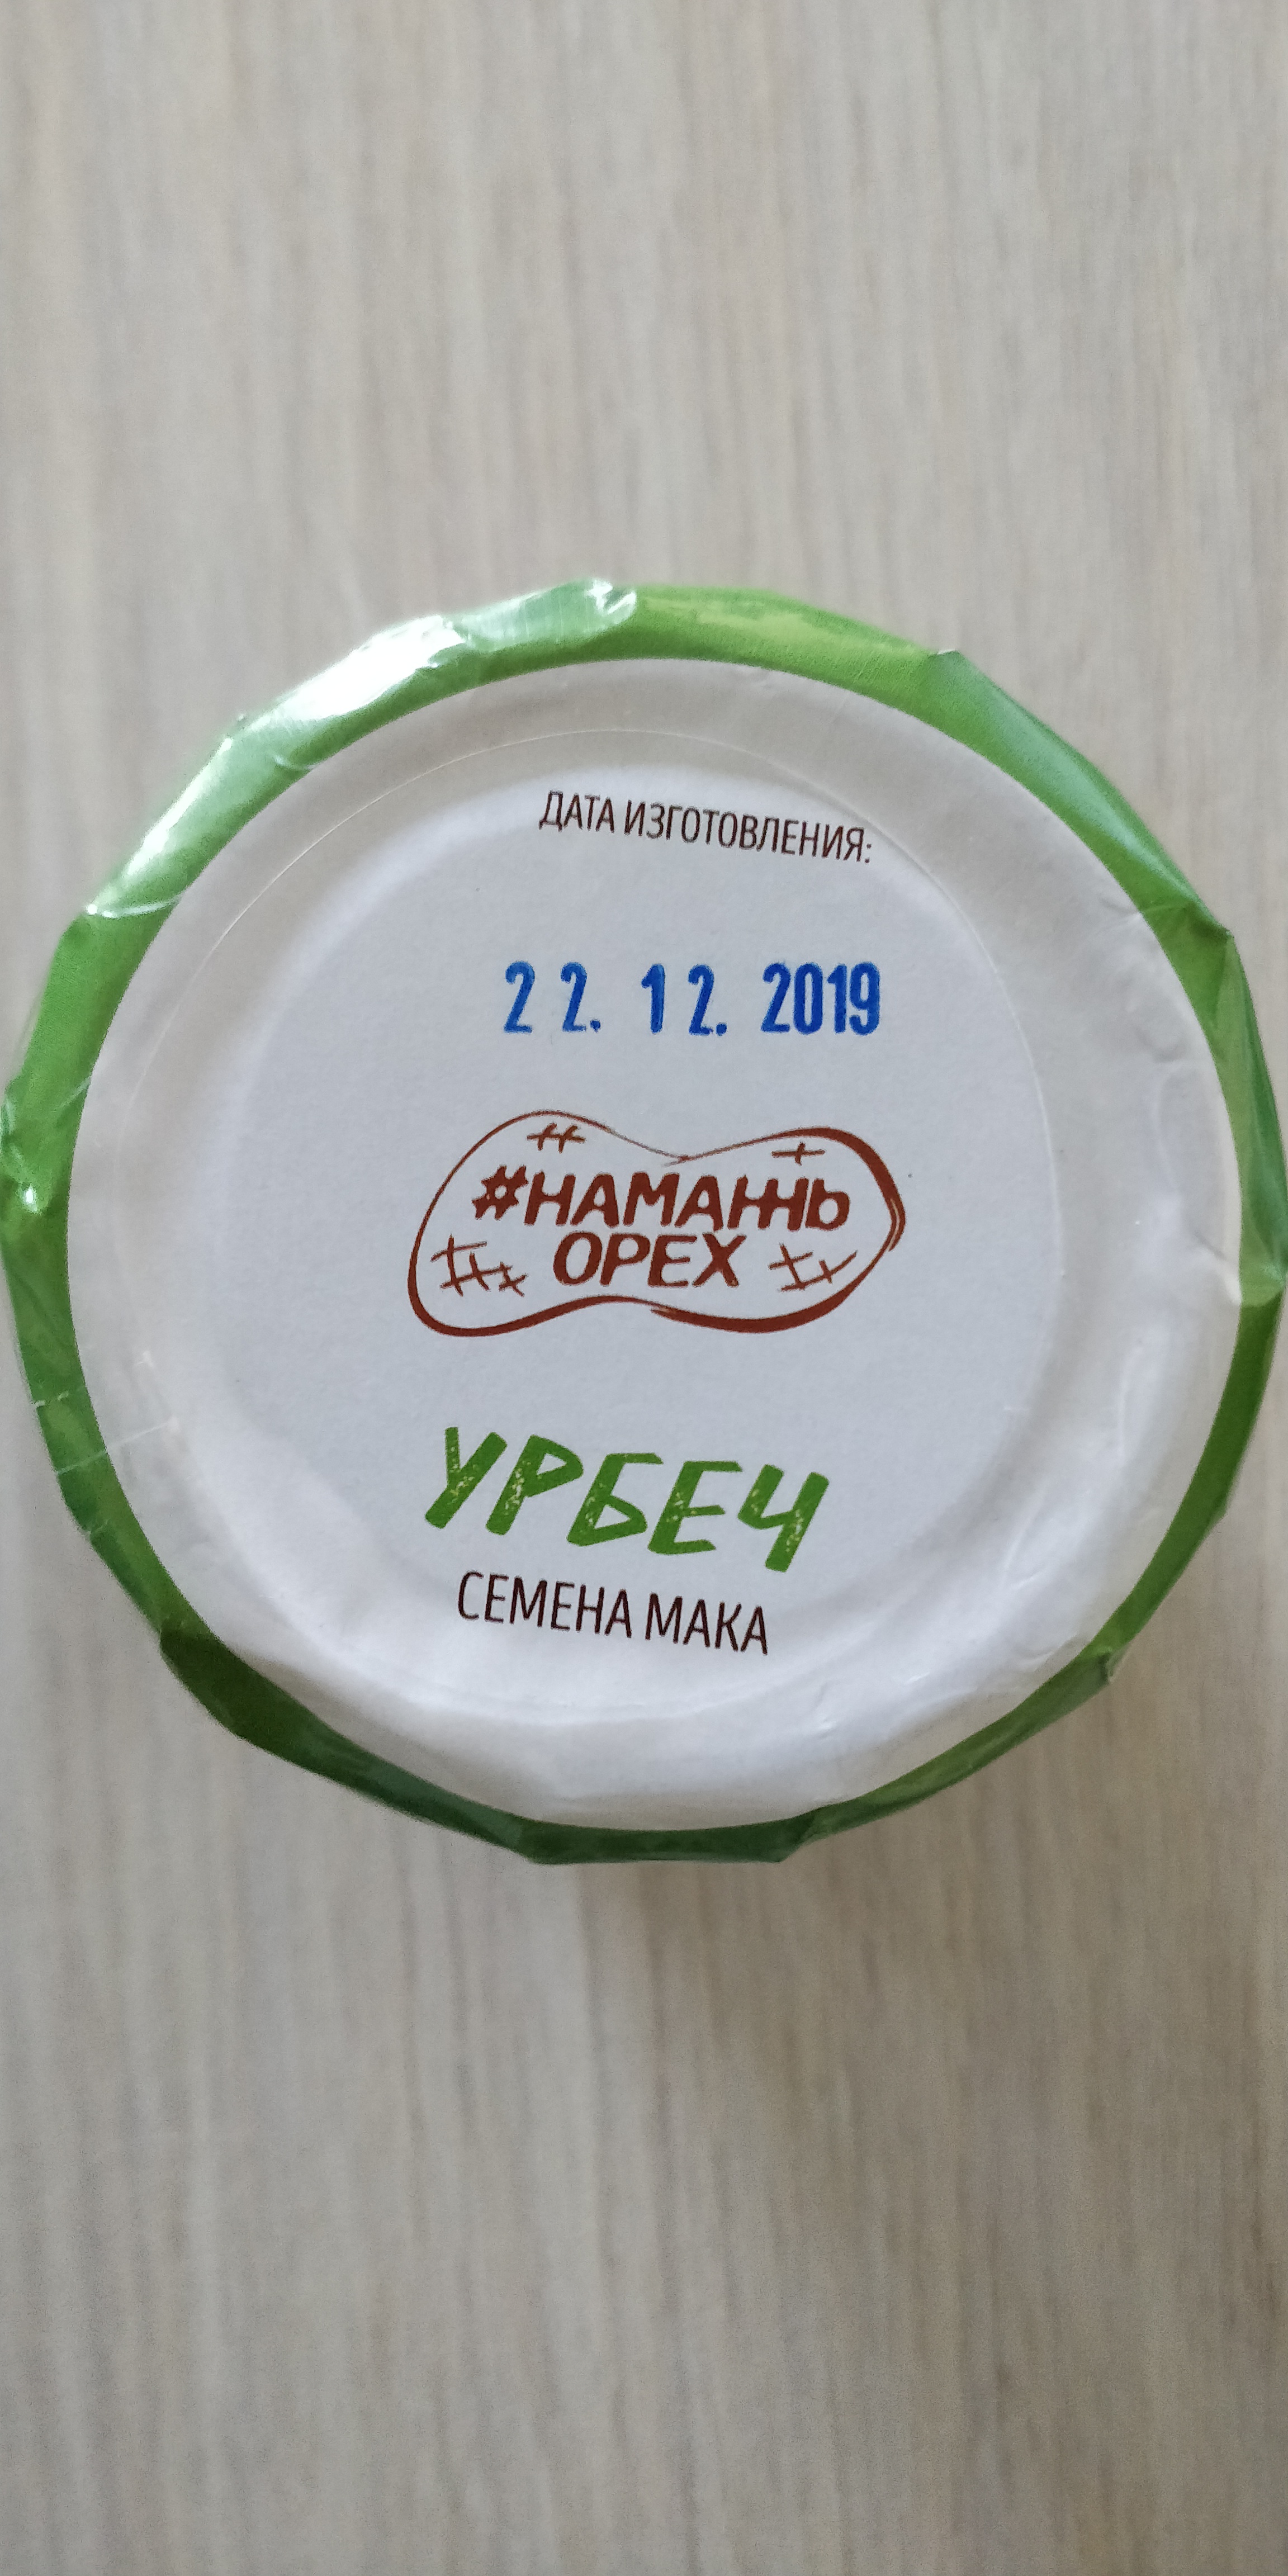 ДАТА ИЗГОТОВЛЕНИЯ:
22. 12. 2019
#НАМАЖЬ
ОРЕХ
УРБЕЧ
СЕМЕНА МАКА